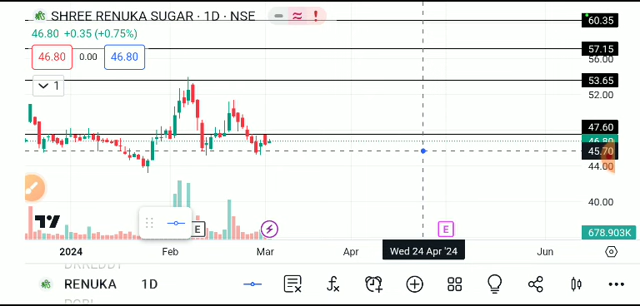 SHREE RENUKA SUGAR · 1D · NSE
46.80 +0.35 (+0.75%)
46.80 0.00 46.80
1
60.35
57.15
56.00
53.65
52.00
47.60
46.80
45.70
44.00
40.00
678.903K
E
E
2024 Feb Mar Apr Wed 24 Apr '24 Jun
RENUKA 1D